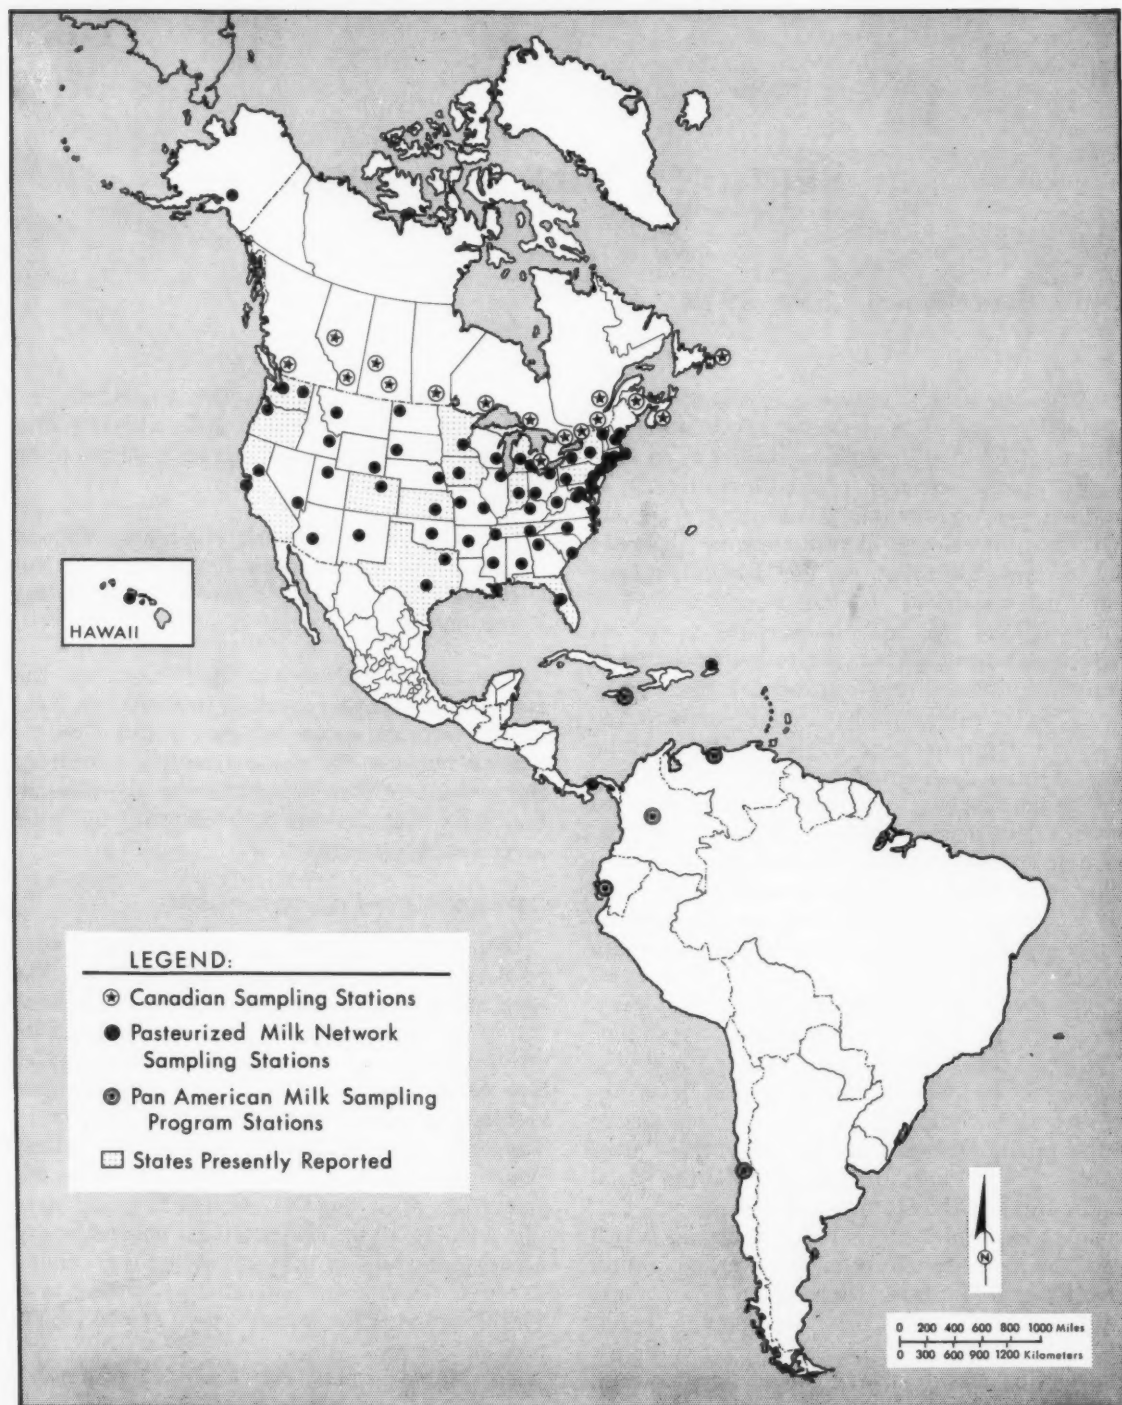 HAWAII
LEGEND:
Canadian Sampling Stations
Pasteurized Milk Network
Sampling Stations
Pan American Milk Sampling
Program Stations
States Presently Reported
N
0 200 400 600 800 1000 Miles
0 300 600 900 1200 Kilometers